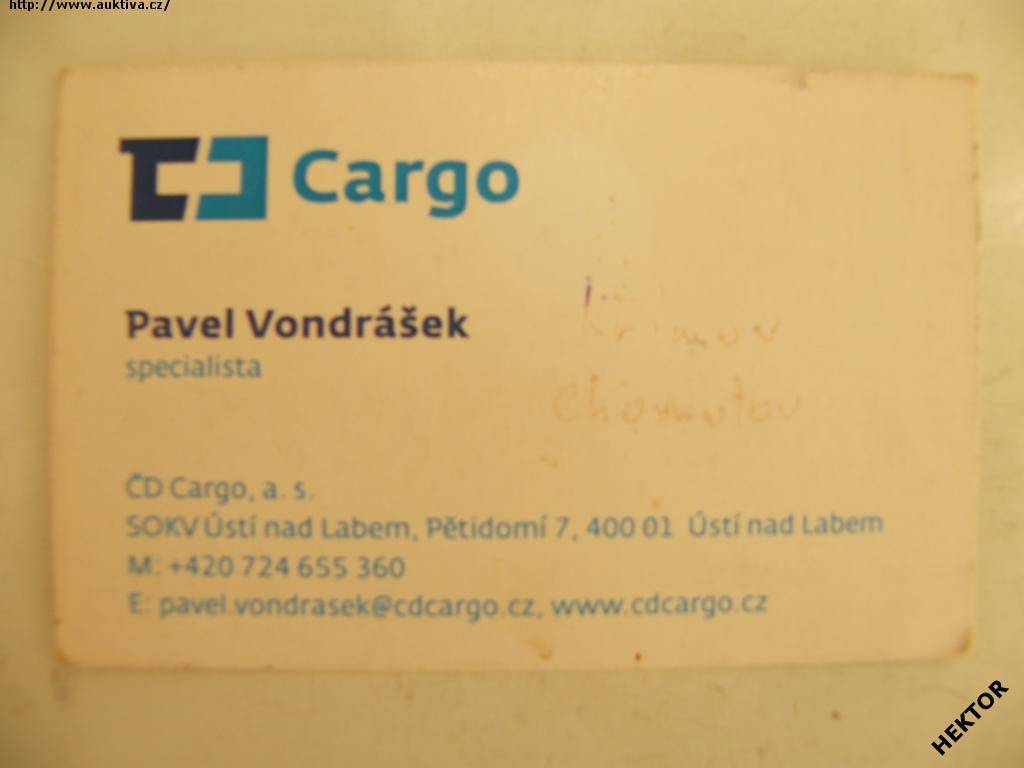 http://www.auktiva.cz/
Cargo
Pavel Vondrášek
specialista
Chomutov
ČD Cargo, a. s.
SOKV Ústí nad Labem, Pětidomí 7, 400 01 Ústí nad Labem
M: +420 724 655 360
E: pavel.vondrasek@cdcargo.cz, www.cdcargo.cz
HEKTOR